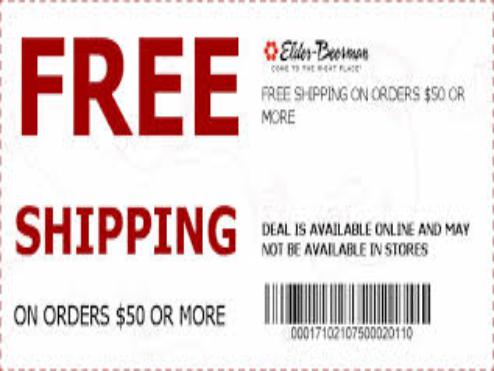 FREE
SHIPPING
ON ORDERS $50 OR MORE
Elder-Beerman
COME TO THE RIGHT PLACE!
FREE SHIPPING ON ORDERS $50 OR
MORE
DEAL IS AVAILABLE ONLINE AND MAY
NOT BE AVAILABLE IN STORES
00017102107500020110